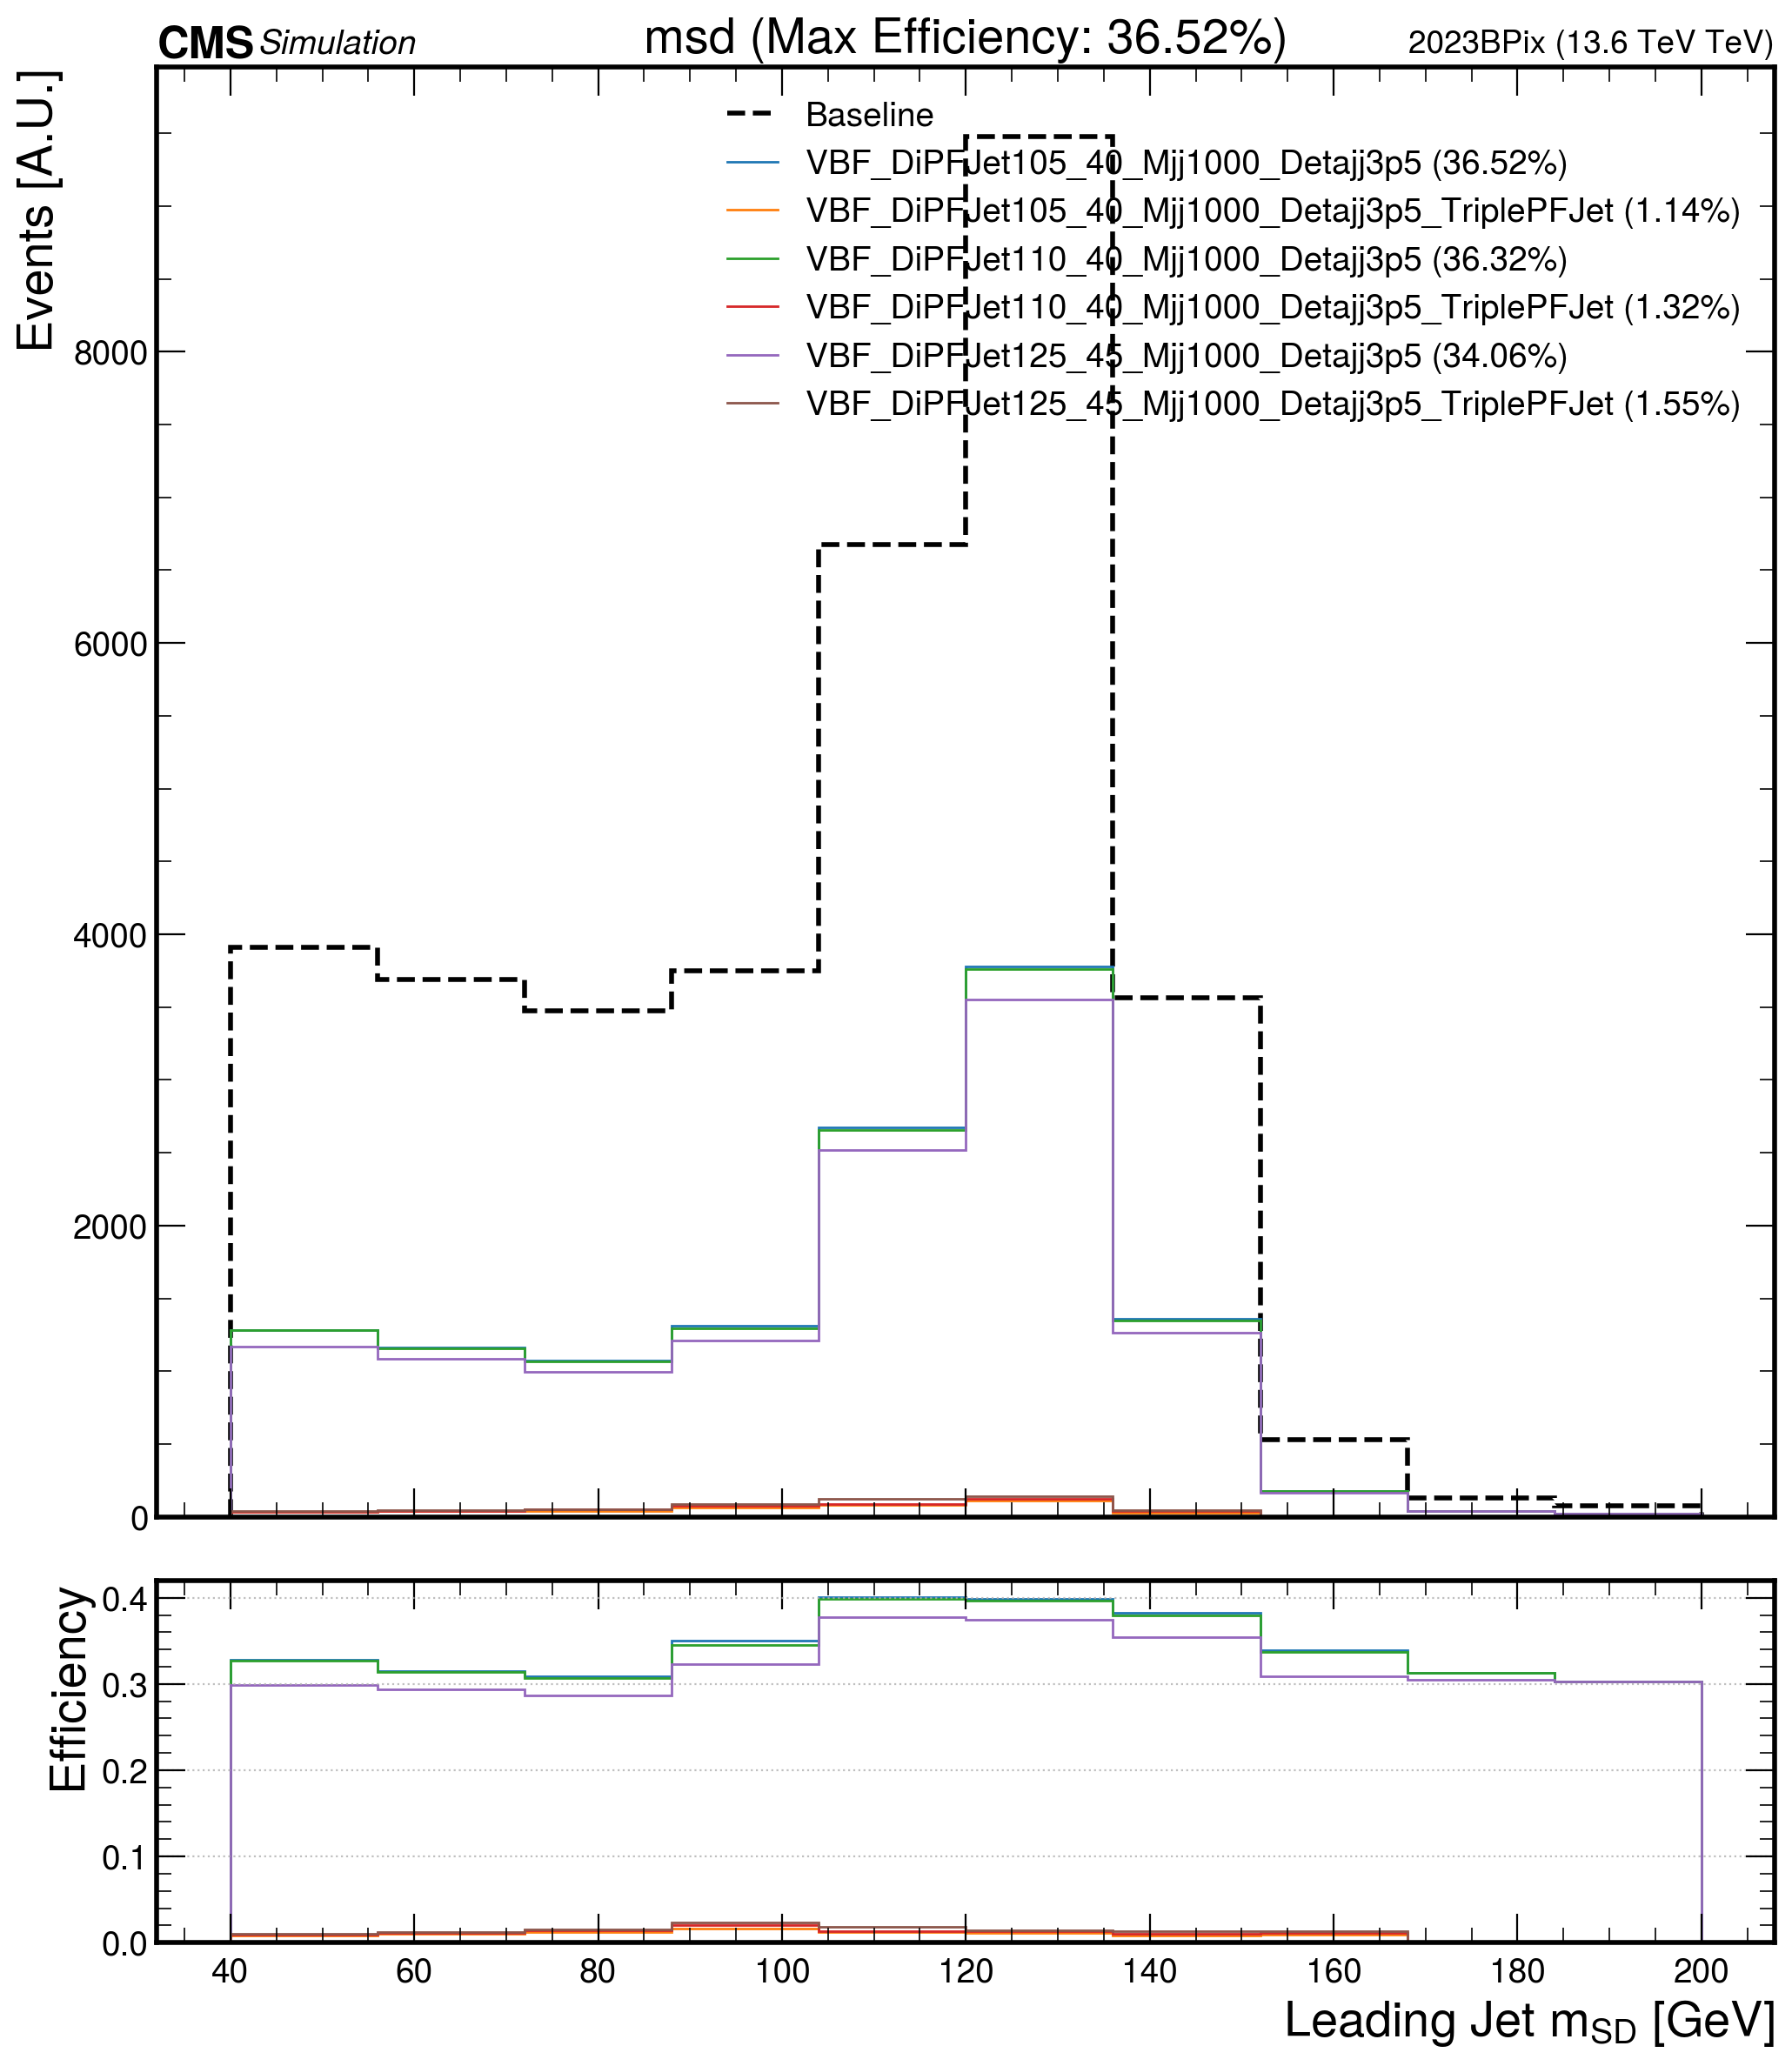 CMS Simulation
msd (Max Efficiency: 36.52%)
2023BPix (13.6 TeV TeV)
Events [A.U.]
Baseline
VBF_DiPFJet105_40_Mjj1000_Detajj3p5 (36.52%)
VBF_DiPFJet105_40_Mjj1000_Detajj3p5_TriplePFJet (1.14%)
VBF_DiPFJet110_40_Mjj1000_Detajj3p5 (36.32%)
VBF_DiPFJet110_40_Mjj1000_Detajj3p5_TriplePFJet (1.32%)
VBF_DiPFJet125_45_Mjj1000_Detajj3p5 (34.06%)
VBF_DiPFJet125_45_Mjj1000_Detajj3p5_TriplePFJet (1.55%)
8000
6000
4000
2000
0
Efficiency
0.4
0.3
0.2
0.1
0.0
40 60 80 100 120 140 160 180 200
Leading Jet mSD [GeV]